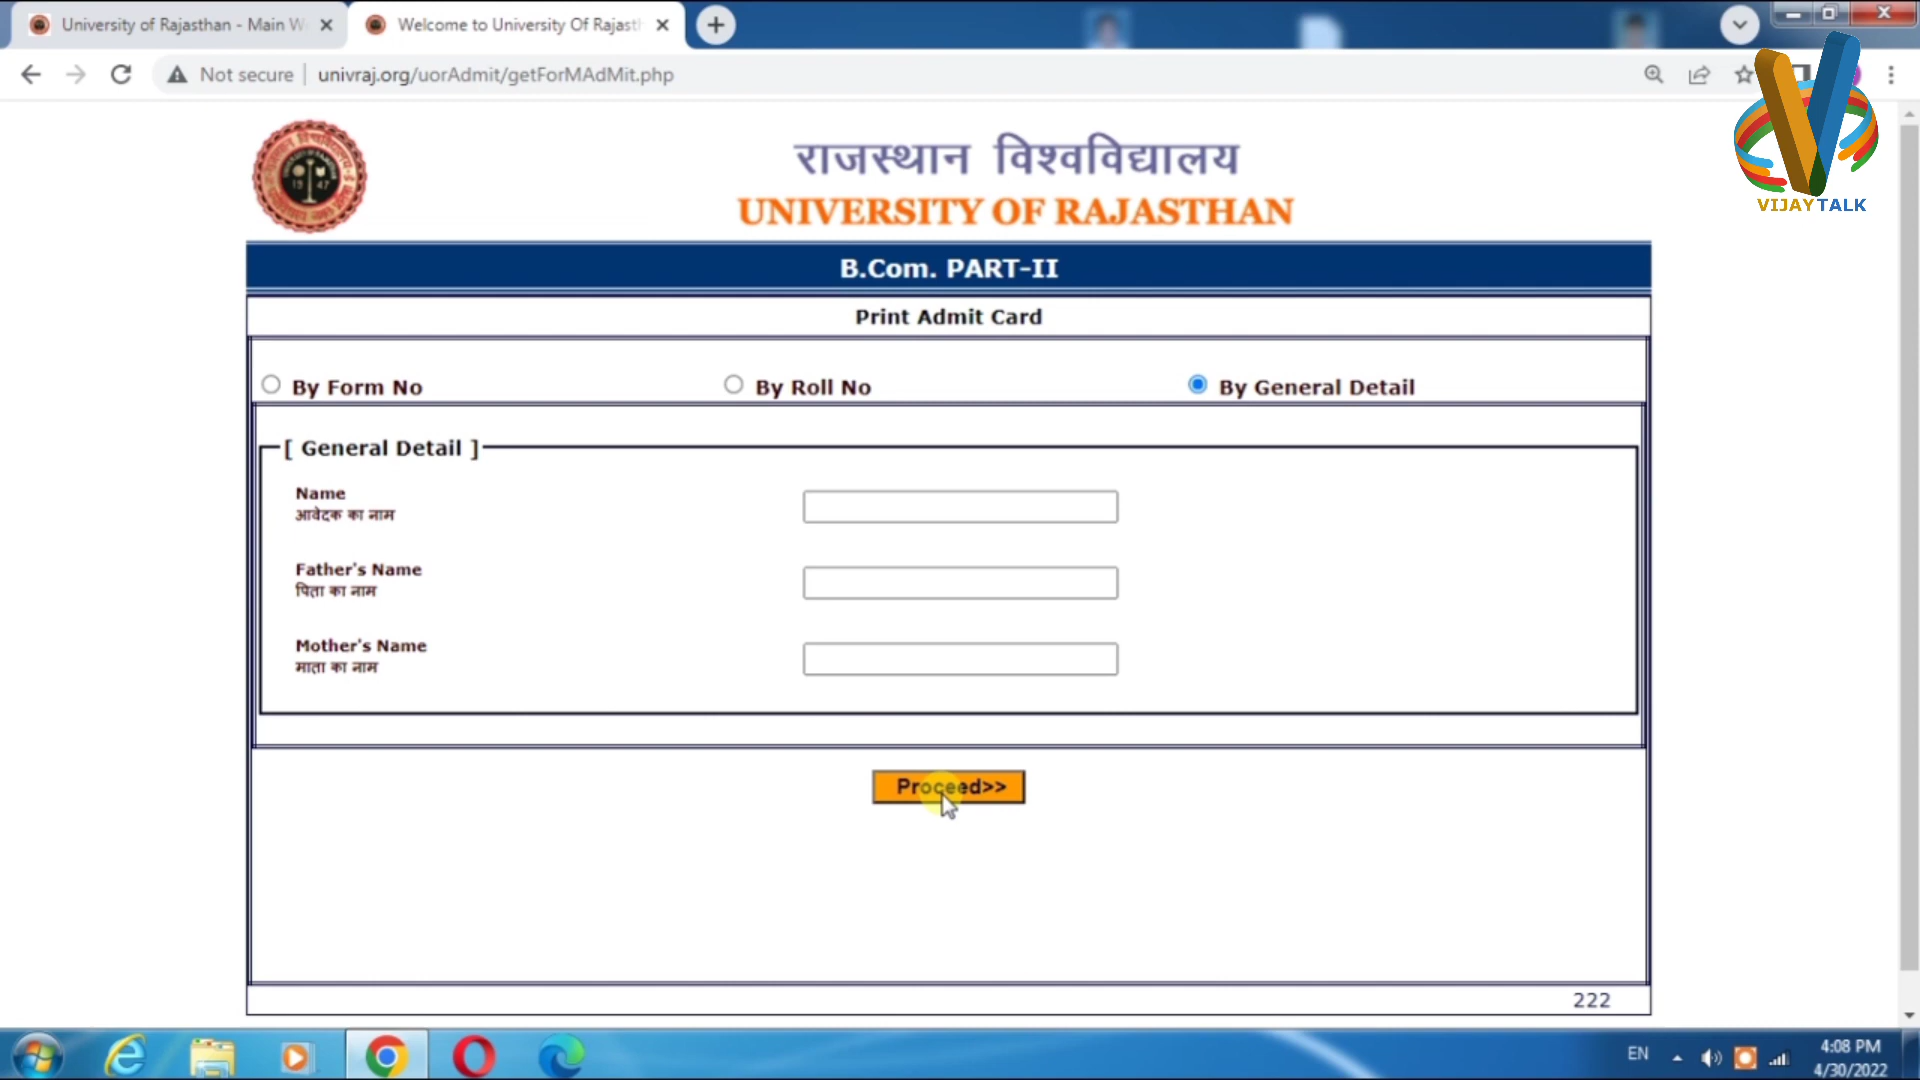 University of Rajasthan - Main W
Welcome to University Of Rajast
Not secure | univraj.org/uorAdmit/getForMAdMit.php
VIJAYTALK
राजस्थान विश्वविद्यालय
UNIVERSITY OF RAJASTHAN
B.Com. PART-II
Print Admit Card
By Form No By Roll No By General Detail
[ General Detail ]
Name
आवेदक का नाम
Father's Name
पिता का नाम
Mother's Name
माता का नाम
Proceed>>
222
EN
4:08 PM
4/30/2022